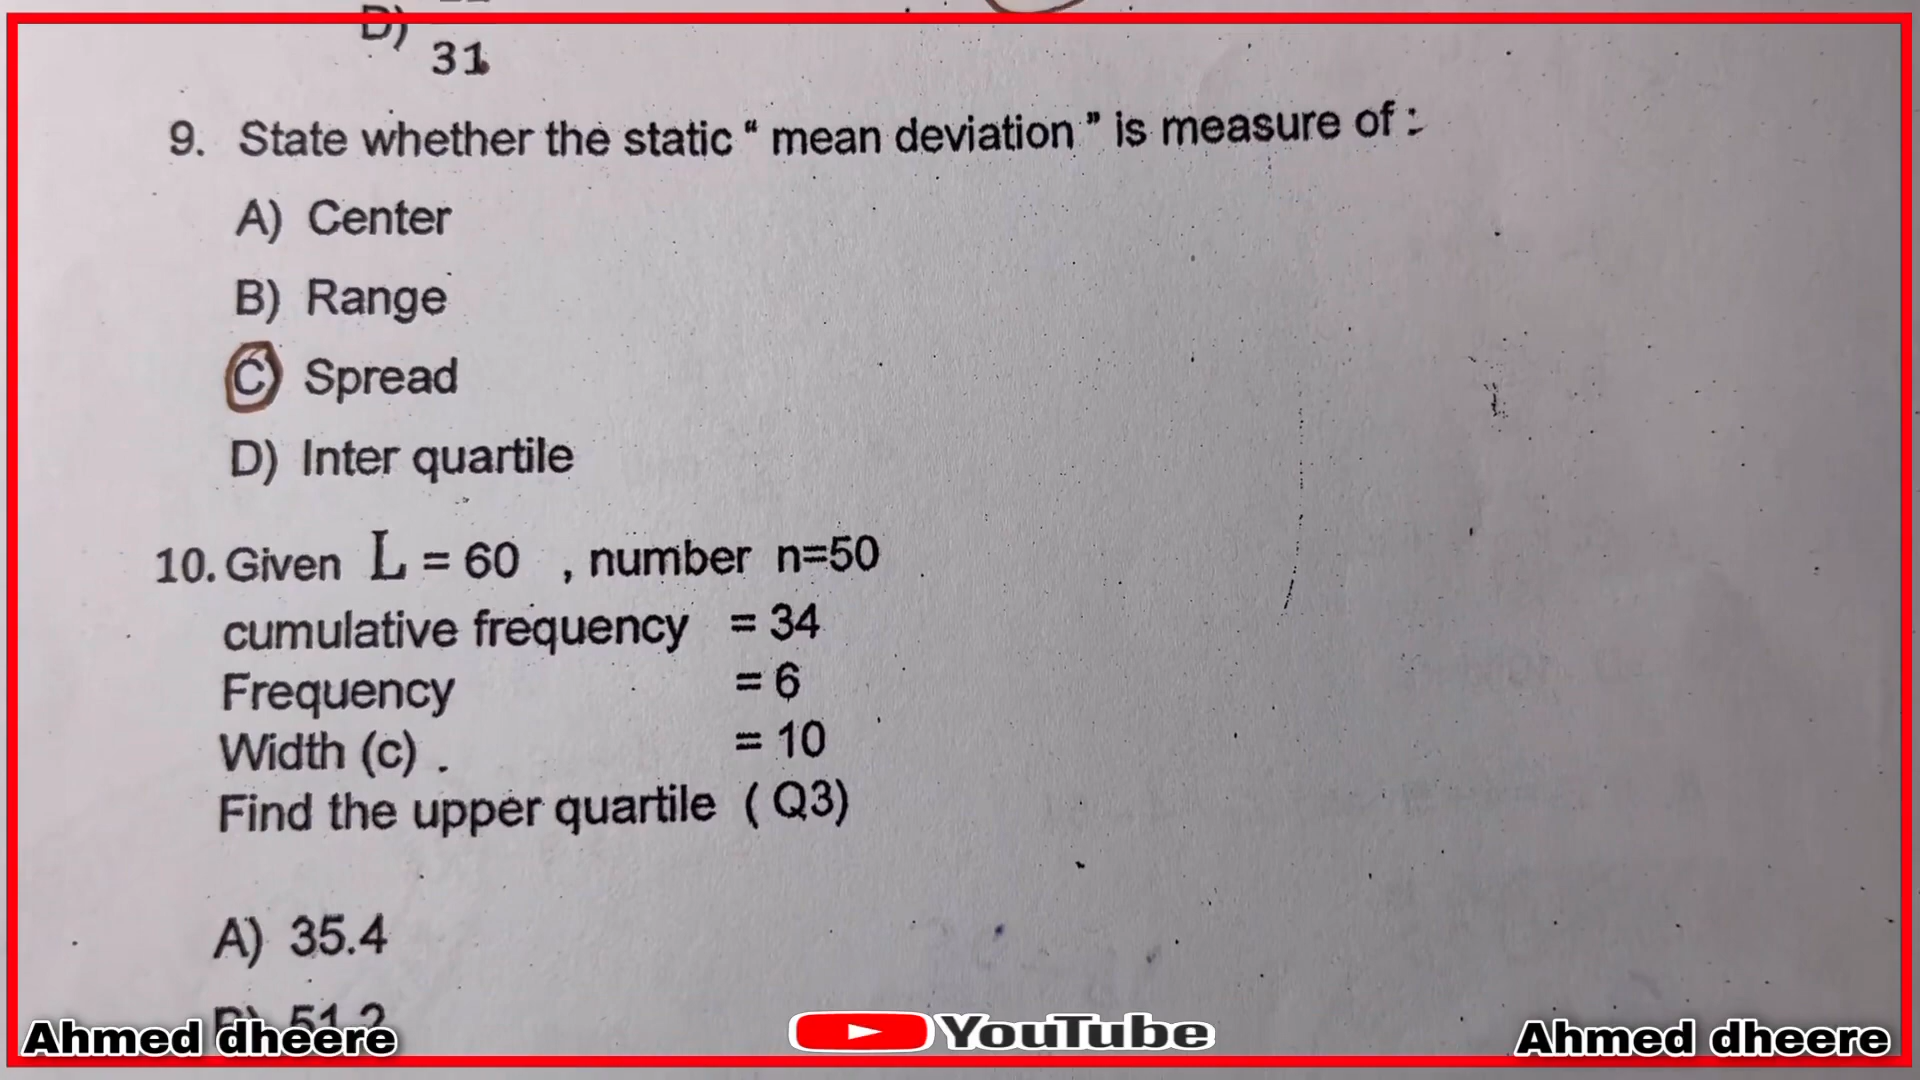 D)
31
9. State whether the static “ mean deviation ” is measure of :
A) Center
B) Range
C) Spread
D) Inter quartile
10. Given L = 60 , number n=50
cumulative frequency = 34
Frequency = 6
Width (c) . = 10
Find the upper quartile ( Q3)
A) 35.4
B) 51.2
Ahmed dheere
YouTube
Ahmed dheere